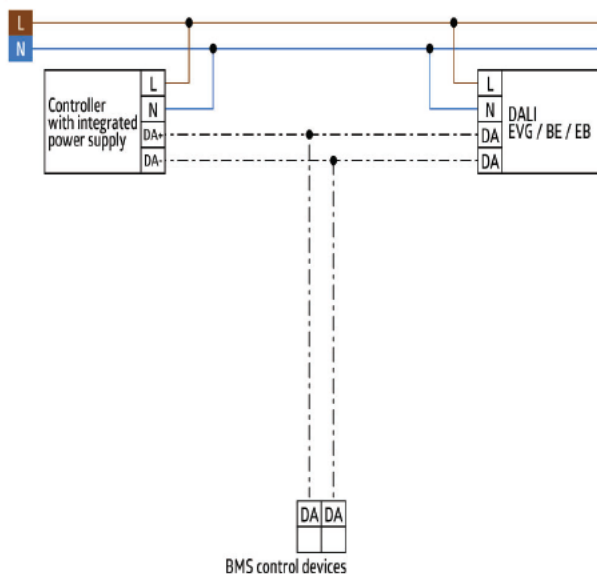 L
N
Controller
with integrated
power supply
L
N
DA+
DA-
L
N
DA
DA
DALI
EVG / BE / EB
DA DA
BMS control devices